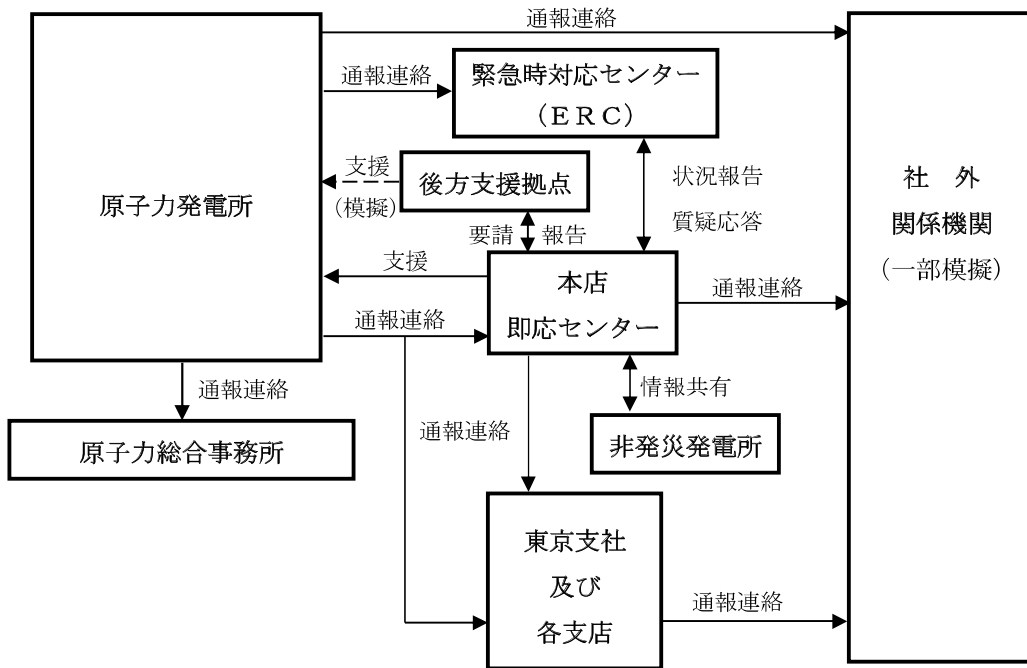 通報連絡
通報連絡
緊急時対応センター
（ＥＲＣ）
原子力発電所
支援
(模擬)
後方支援拠点
状況報告
質疑応答
社　外
関係機関
（一部模擬）
要請
報告
支援
本店
即応センター
通報連絡
通報連絡
通報連絡
情報共有
原子力総合事務所
通報連絡
非発災発電所
東京支社
及び
各支店
通報連絡